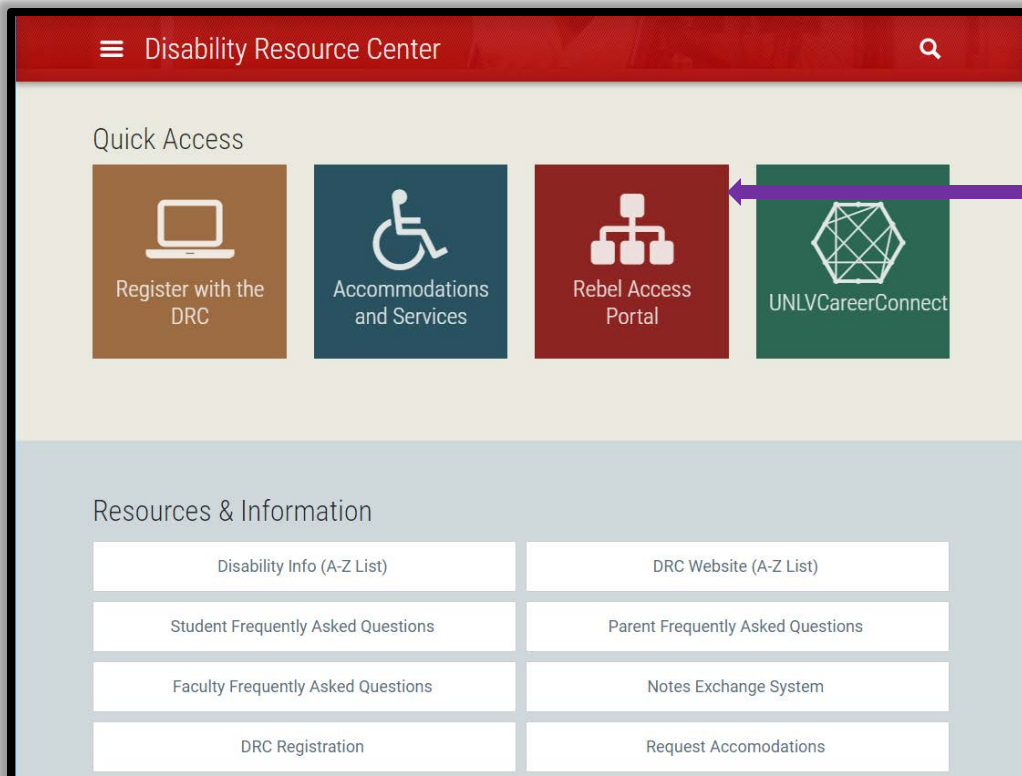 Disability Resource Center
Quick Access
Register with the
DRC
Accommodations
and Services
Rebel Access
Portal
UNLVCareerConnect
Resources & Information
Disability Info (A-Z List)
DRC Website (A-Z List)
Student Frequently Asked Questions
Parent Frequently Asked Questions
Faculty Frequently Asked Questions
Notes Exchange System
DRC Registration
Request Accomodations